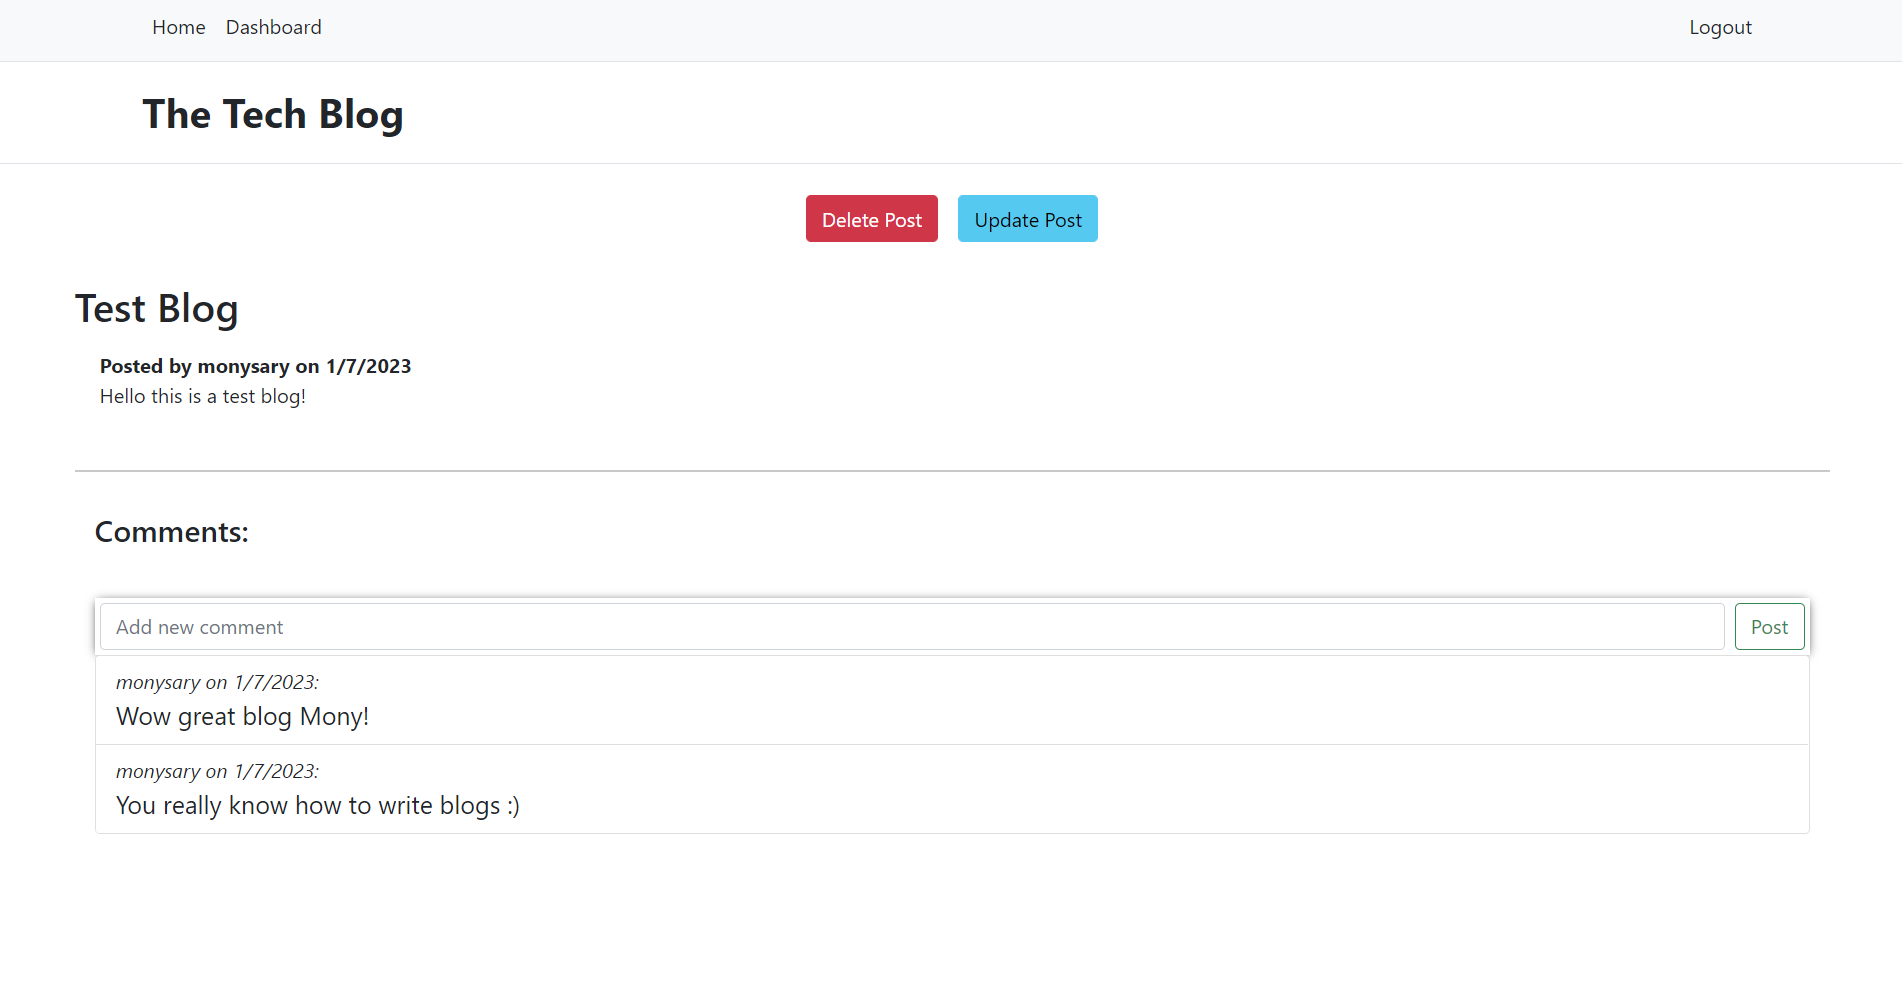 Home Dashboard Logout
The Tech Blog
Delete Post Update Post
Test Blog
Posted by monysary on 1/7/2023
Hello this is a test blog!
Comments:
Add new comment Post
monysary on 1/7/2023:
Wow great blog Mony!
monysary on 1/7/2023:
You really know how to write blogs :)